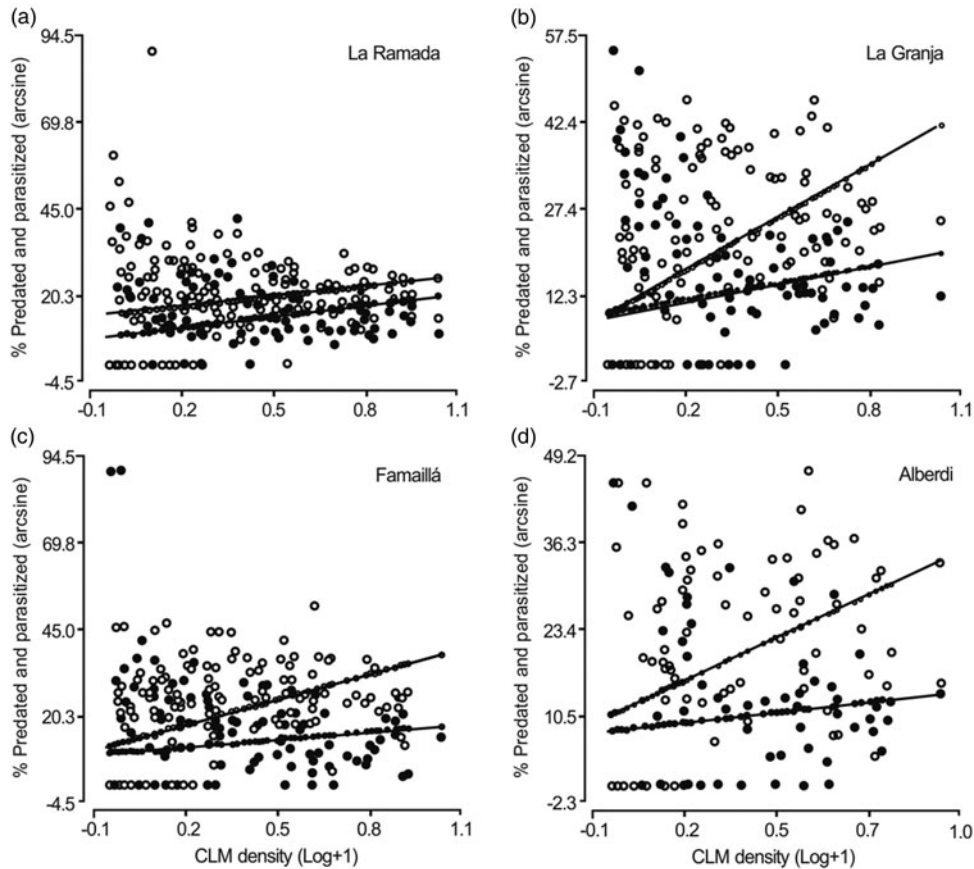 (a)
La Ramada
% Predated and parasitized (arcsine)
94.5
69.8
45.0
20.3
-4.5
-0.1
0.2
0.5
0.8
1.1
(b)
La Granja
% Predated and parasitized (arcsine)
57.5
42.4
27.4
12.3
-2.7
-0.1
0.2
0.5
0.8
1.1
(c)
Famaillá
% Predated and parasitized (arcsine)
94.5
69.8
45.0
20.3
-4.5
-0.1
0.2
0.5
0.8
1.1
CLM density (Log+1)
(d)
Alberdi
% Predated and parasitized (arcsine)
49.2
36.3
23.4
10.5
-2.3
-0.1
0.2
0.5
0.7
1.0
CLM density (Log+1)